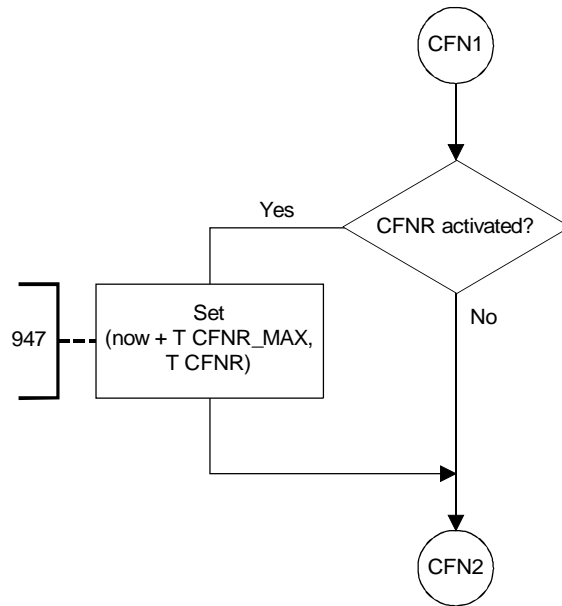 CFN1
CFNR activated?
Yes
No
947
Set
(now + T CFNR_MAX,
T CFNR)
CFN2